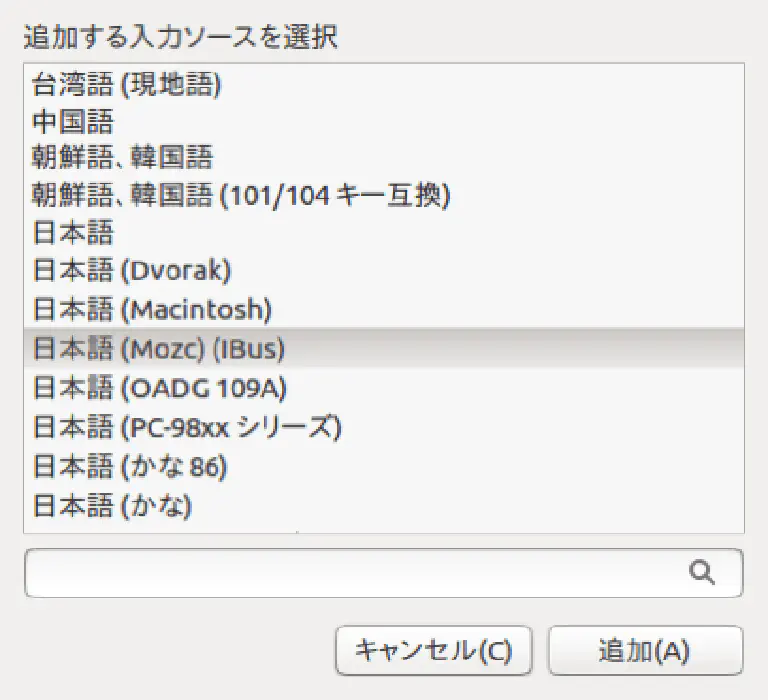 追加する入力ソースを選択
台湾語 (現地語)
中国語
朝鮮語、韓国語
朝鮮語、韓国語 (101/104 キー互換)
日本語
日本語 (Dvorak)
日本語 (Macintosh)
日本語 (Mozc) (IBus)
日本語 (OADG 109A)
日本語 (PC-98xx シリーズ)
日本語 (かな 86)
日本語 (かな)
キャンセル(C) 追加(A)